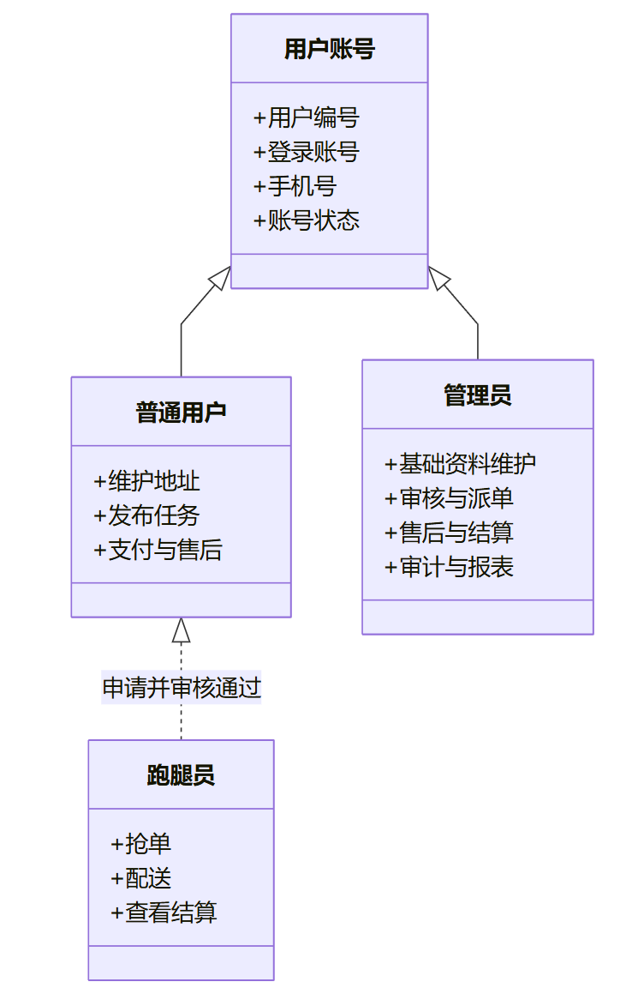 用户账号
+用户编号
+登录账号
+手机号
+账号状态
普通用户
+维护地址
+发布任务
+支付与售后
管理员
+基础资料维护
+审核与派单
+售后与结算
+审计与报表
申请并审核通过
跑腿员
+抢单
+配送
+查看结算